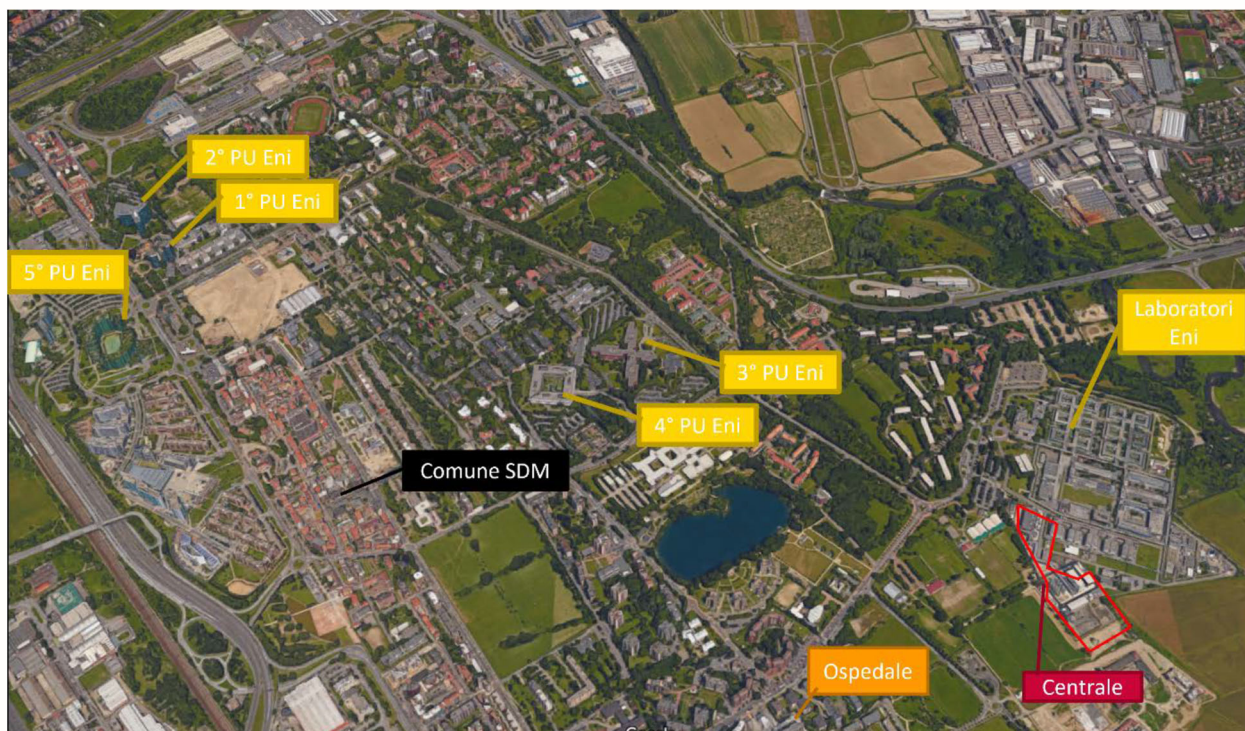 2° PU Eni
1° PU Eni
5° PU Eni
Laboratori
Eni
3° PU Eni
4° PU Eni
Comune SDM
Ospedale
Centrale